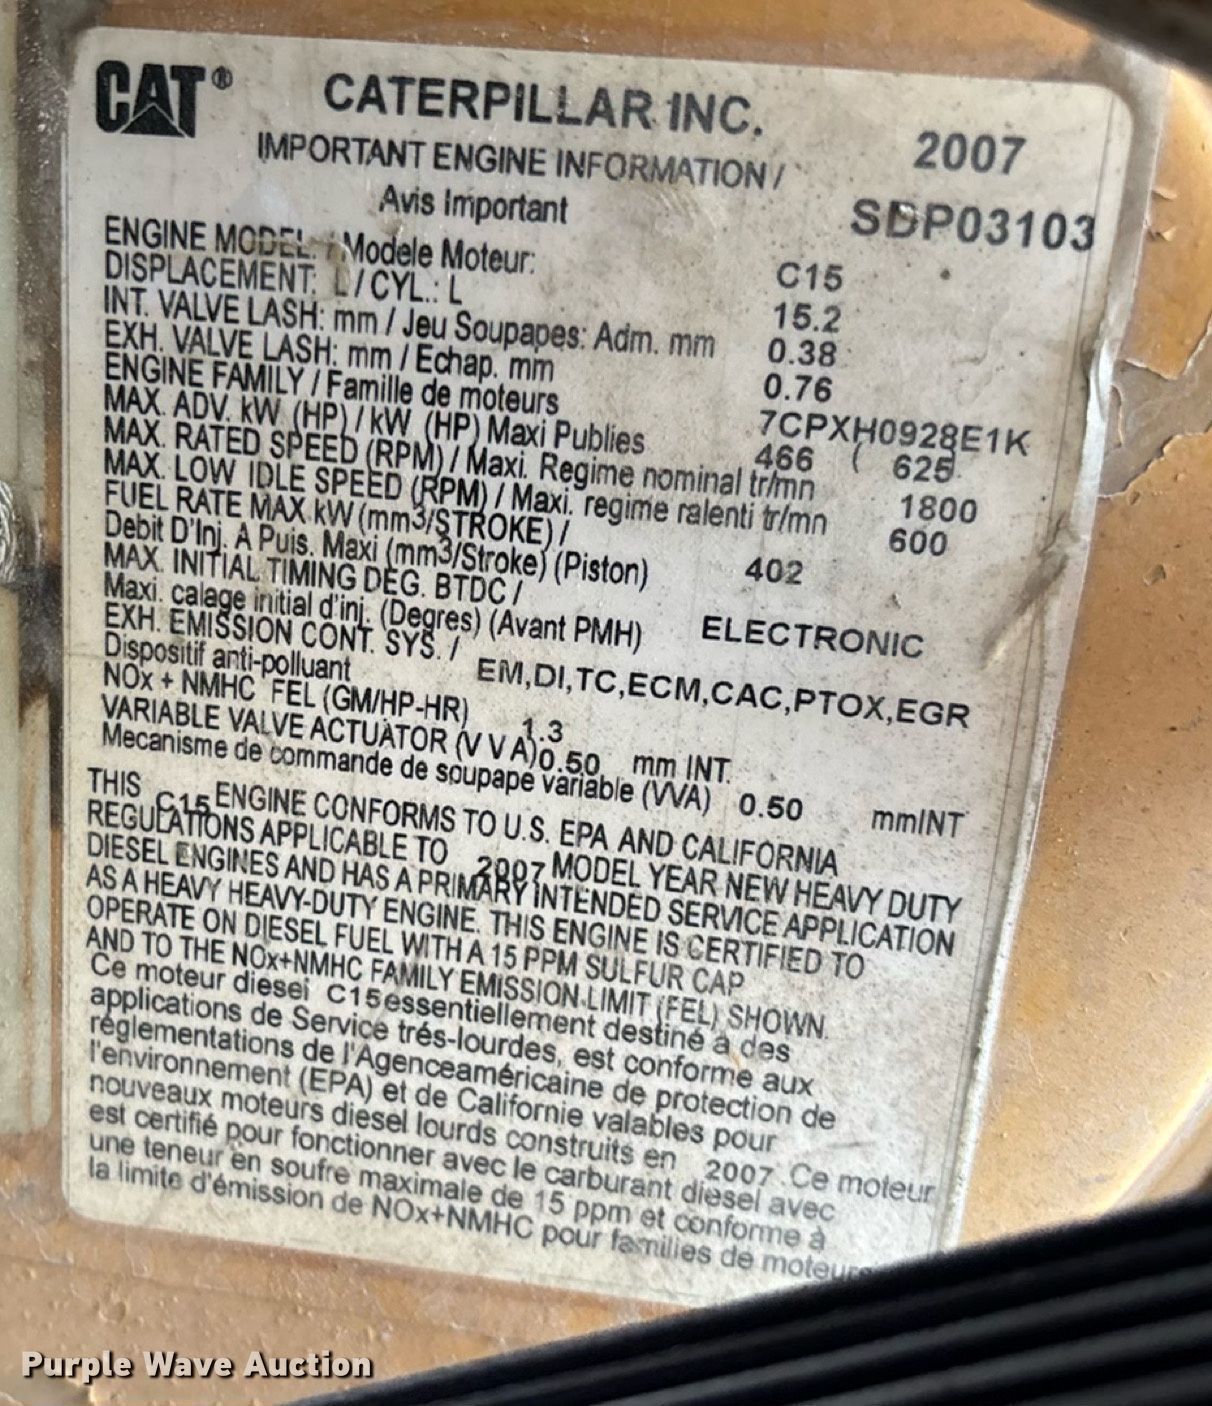 CAT®
CATERPILLAR INC.
2007
IMPORTANT ENGINE INFORMATION /
Avis Important
SDP03103
ENGINE MODEL: / Modele Moteur: C15
DISPLACEMENT: L / CYL.: L 15.2
INT. VALVE LASH: mm / Jeu Soupapes: Adm. mm 0.38
EXH. VALVE LASH: mm / Echap. mm 0.76
ENGINE FAMILY / Famille de moteurs 7CPXH0928E1K
MAX. ADV. kW (HP) / kW (HP) Maxi Publies 466 ( 625
MAX. RATED SPEED (RPM) / Maxi. Regime nominal tr/mn 1800
MAX. LOW IDLE SPEED (RPM) / Maxi. regime ralenti tr/mn 600
FUEL RATE MAX kW (mm3/STROKE) /
Debit D'Inj. A Puis. Maxi (mm3/Stroke) (Piston) 402
MAX. INITIAL TIMING DEG. BTDC /
Maxi. calage initial d'inj. (Degres) (Avant PMH) ELECTRONIC
EXH. EMISSION CONT. SYS. /
Dispositif anti-polluant EM,DI,TC,ECM,CAC,PTOX,EGR
NOx + NMHC FEL (GM/HP-HR) 1.3
VARIABLE VALVE ACTUATOR (V V A) 0.50 mm INT.
Mecanisme de commande de soupape variable (VVA) 0.50 mmINT
THIS C15 ENGINE CONFORMS TO U.S. EPA AND CALIFORNIA
REGULATIONS APPLICABLE TO 2007 MODEL YEAR NEW HEAVY DUTY
DIESEL ENGINES AND HAS A PRIMARY INTENDED SERVICE APPLICATION
AS A HEAVY HEAVY-DUTY ENGINE. THIS ENGINE IS CERTIFIED TO
OPERATE ON DIESEL FUEL WITH A 15 PPM SULFUR CAP
AND TO THE NOx+NMHC FAMILY EMISSION LIMIT (FEL) SHOWN.
Ce moteur diesel C15 essentiellement destiné à des
applications de Service trés-lourdes, est conforme aux
réglementations de l'Agenceaméricaine de protection de
l'environnement (EPA) et de Californie valables pour
nouveaux moteurs diesel lourds construits en 2007. Ce moteur
est certifié pour fonctionner avec le carburant diesel avec
une teneur en soufre maximale de 15 ppm et conforme à
la limite d'émission de NOx+NMHC pour familles de moteurs
Purple Wave Auction